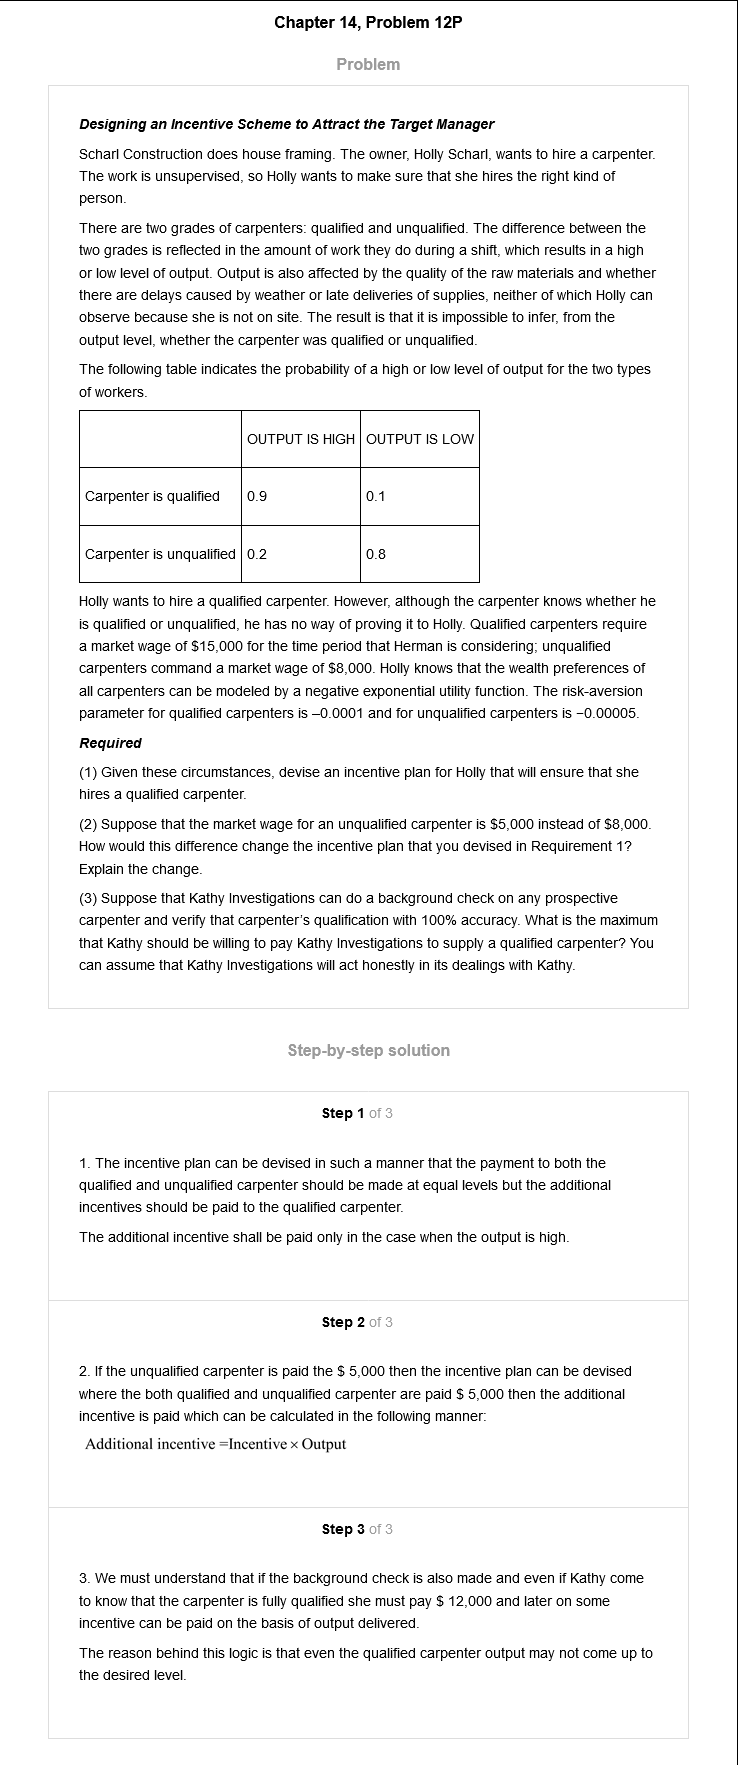 Chapter 14, Problem 12P
Problem
Designing an Incentive Scheme to Attract the Target Manager
Scharl Construction does house framing. The owner, Holly Scharl, wants to hire a carpenter.
The work is unsupervised, so Holly wants to make sure that she hires the right kind of
person.
There are two grades of carpenters: qualified and unqualified. The difference between the
two grades is reflected in the amount of work they do during a shift, which results in a high
or low level of output. Output is also affected by the quality of the raw materials and whether
there are delays caused by weather or late deliveries of supplies, neither of which Holly can
observe because she is not on site. The result is that it is impossible to infer, from the
output level, whether the carpenter was qualified or unqualified.
The following table indicates the probability of a high or low level of output for the two types
of workers.
OUTPUT IS HIGH OUTPUT IS LOW
Carpenter is qualified 0.9 0.1
Carpenter is unqualified 0.2 0.8
Holly wants to hire a qualified carpenter. However, although the carpenter knows whether he
is qualified or unqualified, he has no way of proving it to Holly. Qualified carpenters require
a market wage of $15,000 for the time period that Herman is considering; unqualified
carpenters command a market wage of $8,000. Holly knows that the wealth preferences of
all carpenters can be modeled by a negative exponential utility function. The risk-aversion
parameter for qualified carpenters is –0.0001 and for unqualified carpenters is −0.00005.
Required
(1) Given these circumstances, devise an incentive plan for Holly that will ensure that she
hires a qualified carpenter.
(2) Suppose that the market wage for an unqualified carpenter is $5,000 instead of $8,000.
How would this difference change the incentive plan that you devised in Requirement 1?
Explain the change.
(3) Suppose that Kathy Investigations can do a background check on any prospective
carpenter and verify that carpenter's qualification with 100% accuracy. What is the maximum
that Kathy should be willing to pay Kathy Investigations to supply a qualified carpenter? You
can assume that Kathy Investigations will act honestly in its dealings with Kathy.
Step-by-step solution
Step 1 of 3
1. The incentive plan can be devised in such a manner that the payment to both the
qualified and unqualified carpenter should be made at equal levels but the additional
incentives should be paid to the qualified carpenter.
The additional incentive shall be paid only in the case when the output is high.
Step 2 of 3
2. If the unqualified carpenter is paid the $ 5,000 then the incentive plan can be devised
where the both qualified and unqualified carpenter are paid $ 5,000 then the additional
incentive is paid which can be calculated in the following manner:
Additional incentive =Incentive × Output
Step 3 of 3
3. We must understand that if the background check is also made and even if Kathy come
to know that the carpenter is fully qualified she must pay $ 12,000 and later on some
incentive can be paid on the basis of output delivered.
The reason behind this logic is that even the qualified carpenter output may not come up to
the desired level.